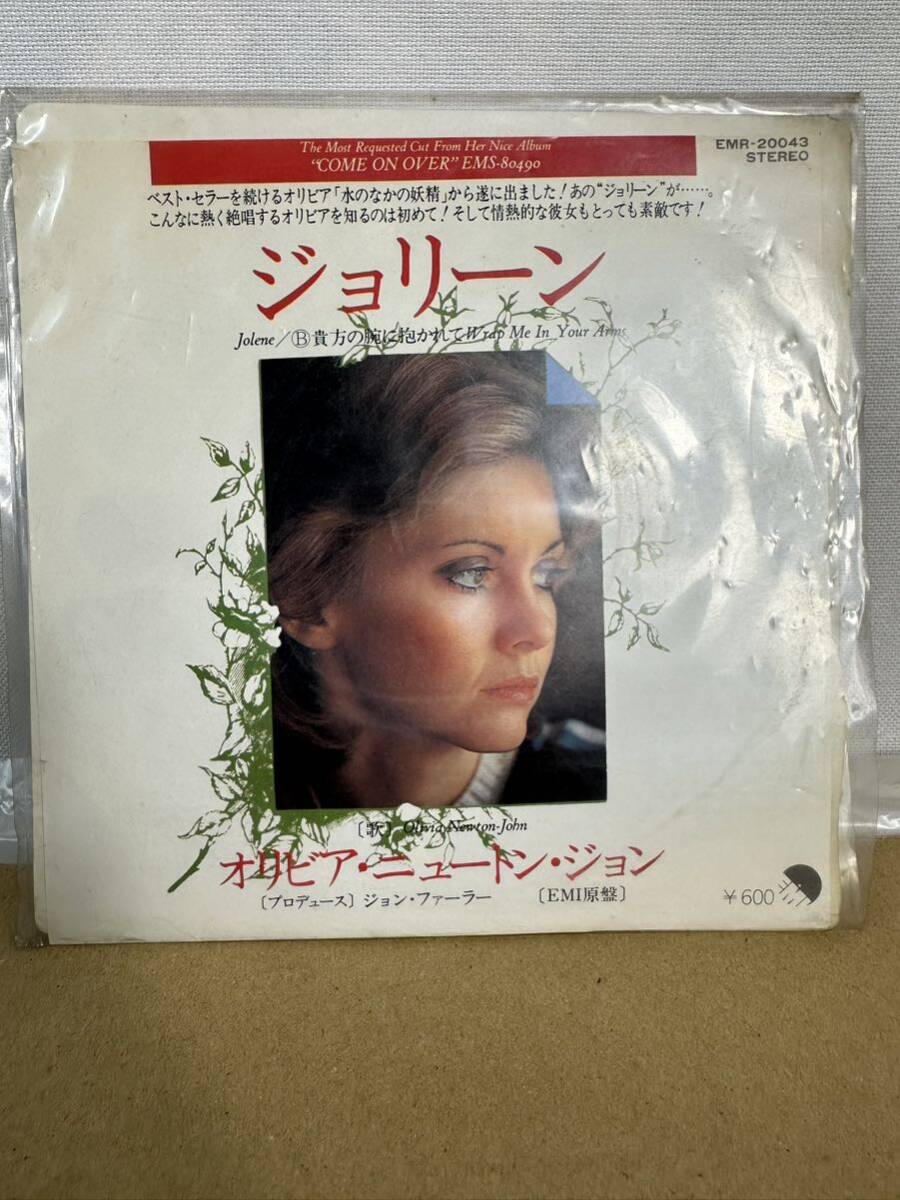 The Most Requested Cut From Her Nice Album
"COME ON OVER" EMS-80490
EMR-20043
STEREO
ベスト・セラーを続けるオリビア「水のなかの妖精」から遂に出ました!あの"ジョリーン"が……。
こんなに熱く絶唱するオリビアを知るのは初めて!そして情熱的な彼女もとっても素敵です!
ジョリーン
Jolene/Ⓑ貴方の腕に抱かれてWrap Me In Your Arms
〔歌〕Olivia Newton-John
オリビア・ニュートン・ジョン
〔プロデュース〕ジョン・ファーラー 〔EMI原盤〕
¥600